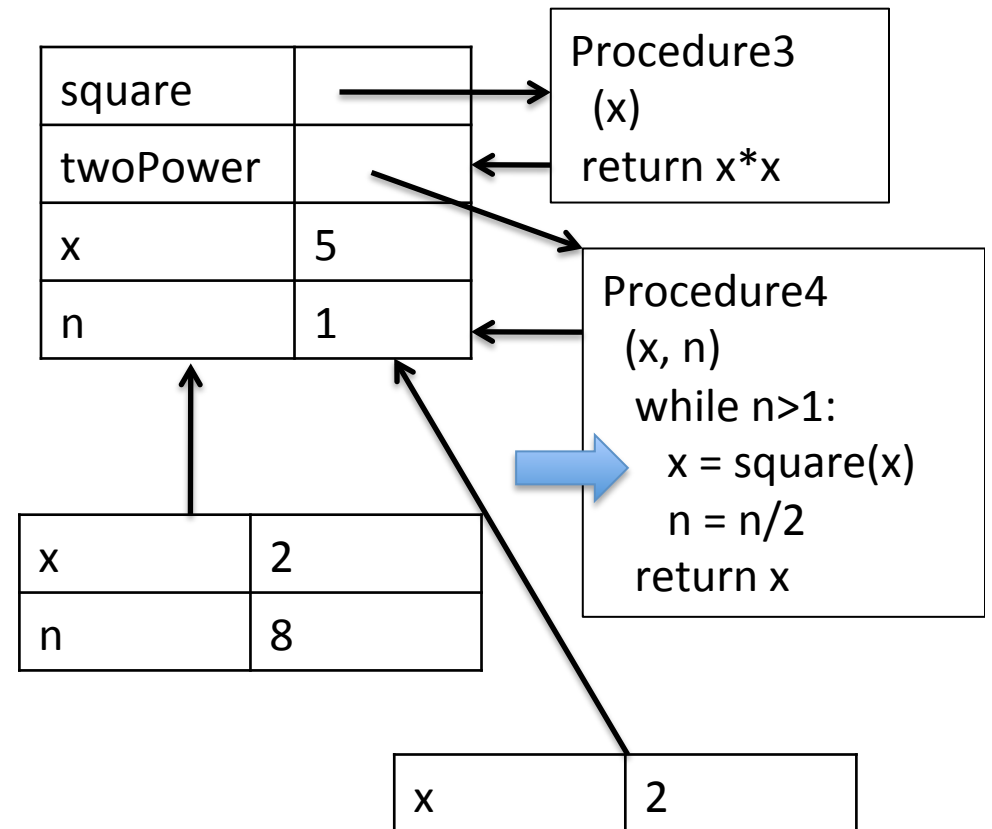 square
twoPower
x 5
n 1
Procedure3
(x)
return x*x
Procedure4
(x, n)
while n>1:
x = square(x)
n = n/2
return x
x 2
n 8
x 2